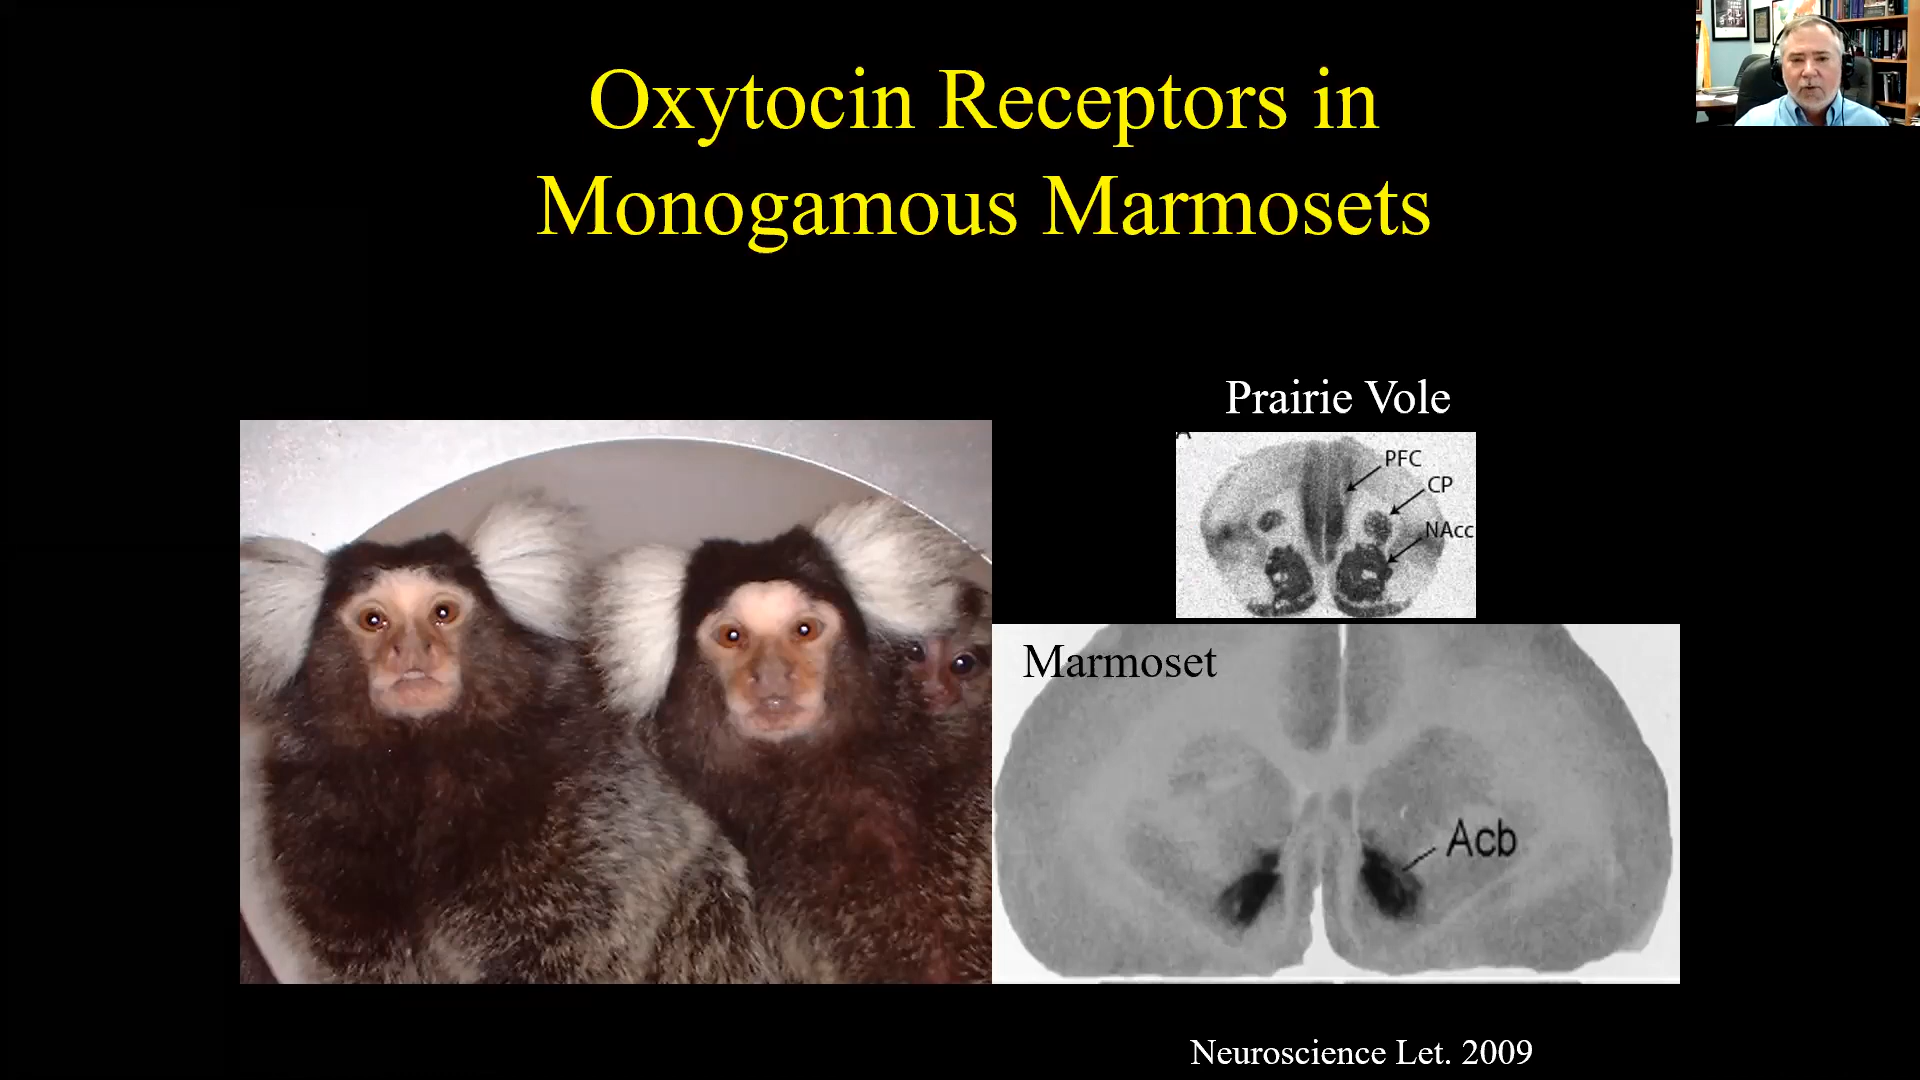 Oxytocin Receptors in
Monogamous Marmosets
Prairie Vole
A
PFC
CP
NAcc
Marmoset
Acb
Neuroscience Let. 2009